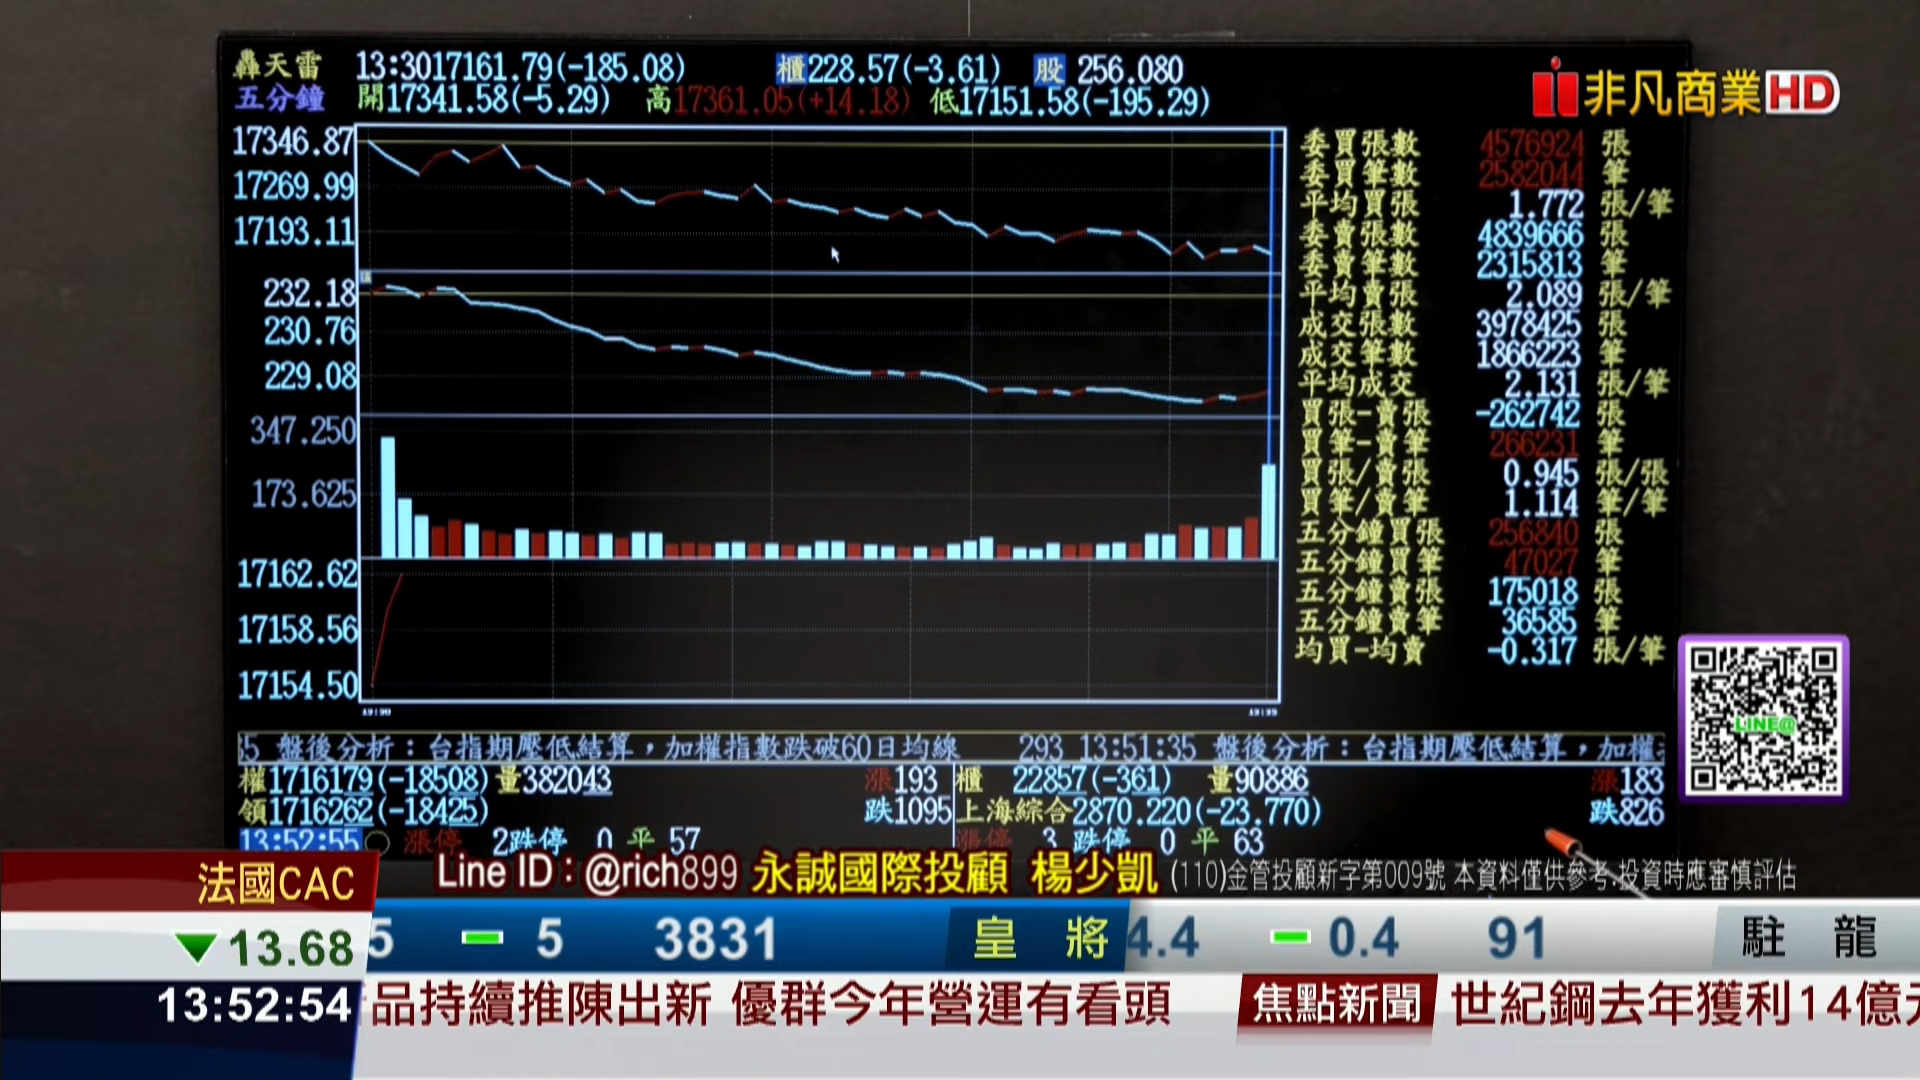 轟天雷 13:30 17161.79(-185.08) 櫃 228.57(-3.61) 股 256.080
五分鐘 開17341.58(-5.29) 高17361.05(+14.18) 低17151.58(-195.29)
非凡商業HD
17346.87
17269.99
17193.11
232.18
230.76
229.08
347.250
173.625
17162.62
17158.56
17154.50
委買張數 4576924 張
委買筆數 2582044 筆
平均買張 1.772 張/筆
委賣張數 4839666 張
委賣筆數 2315813 筆
平均賣張 2.089 張/筆
成交張數 3978425 張
成交筆數 1866223 筆
平均成交 2.131 張/筆
買張-賣張 -262742 張
買筆-賣筆 266231 筆
買張/賣張 0.945 張/張
買筆/賣筆 1.114 筆/筆
五分鐘買張 256840 張
五分鐘買筆 47027 筆
五分鐘賣張 175018 張
五分鐘賣筆 36585 筆
均買-均賣 -0.317 張/筆
LINE@
35 盤後分析：台指期壓低結算，加權指數跌破60日均線 293 13:51:35 盤後分析：台指期壓低結算，加權
權1716179(-18508) 量382043 漲193 櫃 22857(-361) 量90886 漲183
領1716262(-18425) 跌1095 上海綜合2870.220(-23.770) 跌826
13:52:55 漲停 2跌停 0 平 57 漲停 3 跌停 0 平 63
法國CAC
Line ID：@rich899 永誠國際投顧 楊少凱 (110)金管投顧新字第009號 本資料僅供參考.投資時應審慎評估
▼13.68
5 5 3831 皇 將 4.4 0.4 91 駐 龍
13:52:54
品持續推陳出新 優群今年營運有看頭 焦點新聞 世紀鋼去年獲利14億元